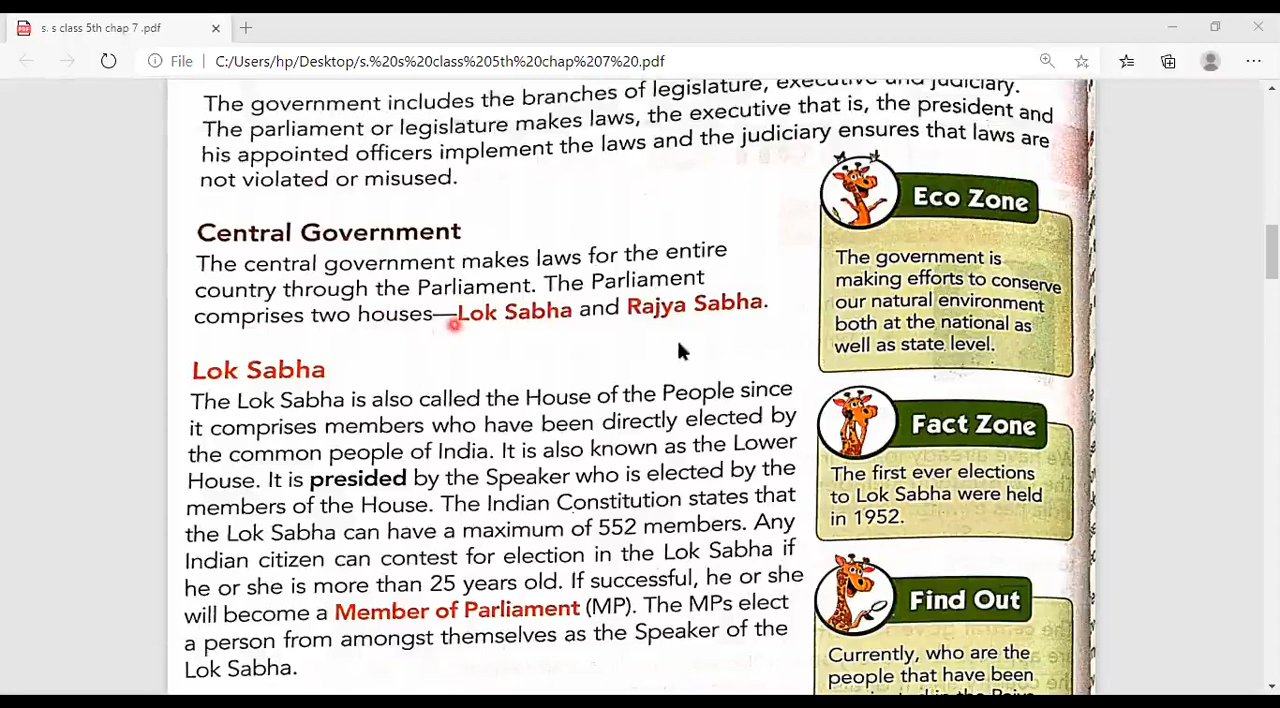 s. s class 5th chap 7 .pdf
File
C:/Users/hp/Desktop/s.%20s%20class%205th%20chap%207%20.pdf
The government includes the branches of legislature, executive and judiciary.
The parliament or legislature makes laws, the executive that is, the president and
his appointed officers implement the laws and the judiciary ensures that laws are
not violated or misused.
Central Government
The central government makes laws for the entire
country through the Parliament. The Parliament
comprises two houses—Lok Sabha and Rajya Sabha.
Lok Sabha
The Lok Sabha is also called the House of the People since
it comprises members who have been directly elected by
the common people of India. It is also known as the Lower
House. It is presided by the Speaker who is elected by the
members of the House. The Indian Constitution states that
the Lok Sabha can have a maximum of 552 members. Any
Indian citizen can contest for election in the Lok Sabha if
he or she is more than 25 years old. If successful, he or she
will become a Member of Parliament (MP). The MPs elect
a person from amongst themselves as the Speaker of the
Lok Sabha.
Eco Zone
The government is
making efforts to conserve
our natural environment
both at the national as
well as state level.
Fact Zone
The first ever elections
to Lok Sabha were held
in 1952.
Find Out
Currently, who are the
people that have been